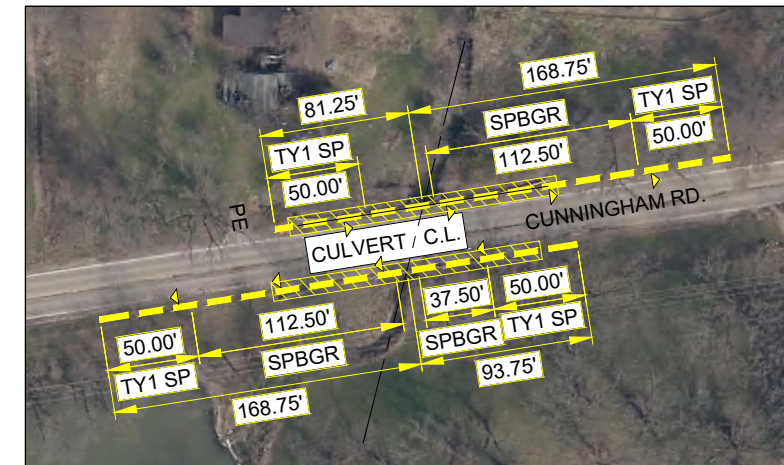 168.75'
81.25'
TY1 SP
SPBGR
50.00'
TY1 SP
112.50'
50.00'
PE
CUNNINGHAM RD.
CULVERT / C.L.
50.00'
37.50'
112.50'
50.00'
TY1 SP
SPBGR
SPBGR
TY1 SP
93.75'
168.75'